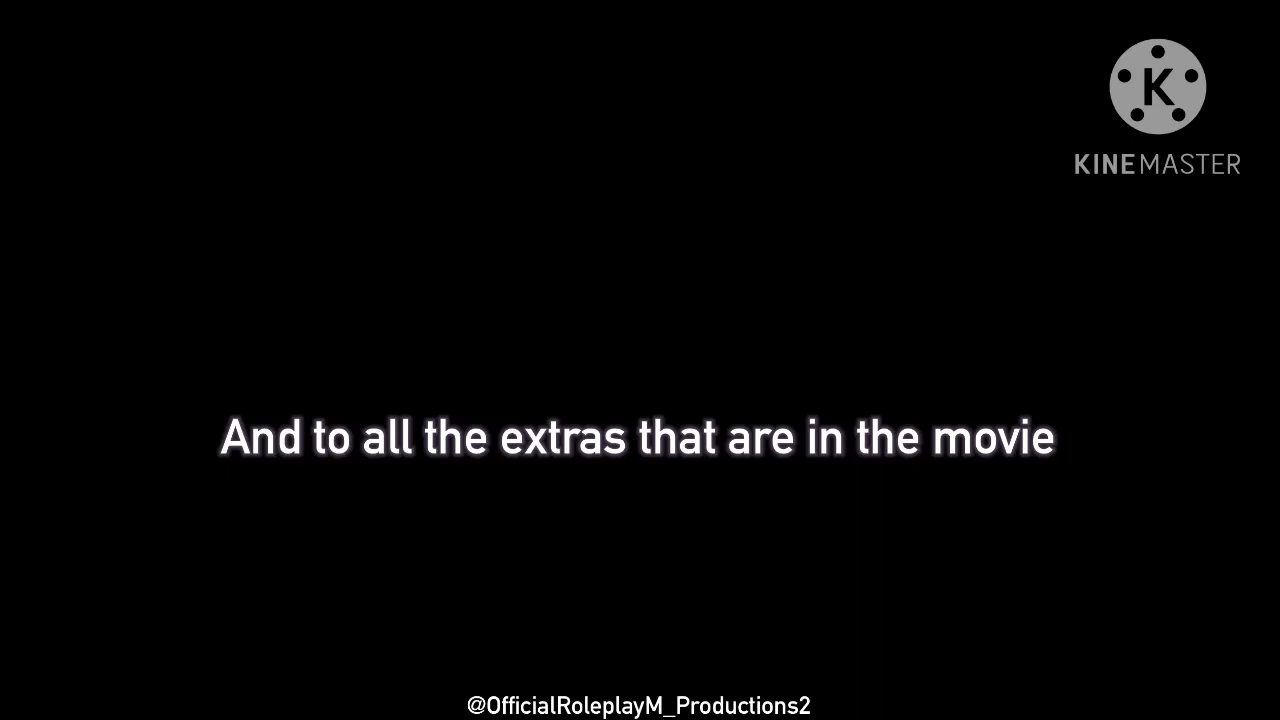 K
KINEMASTER
And to all the extras that are in the movie
@OfficialRoleplayM_Productions2